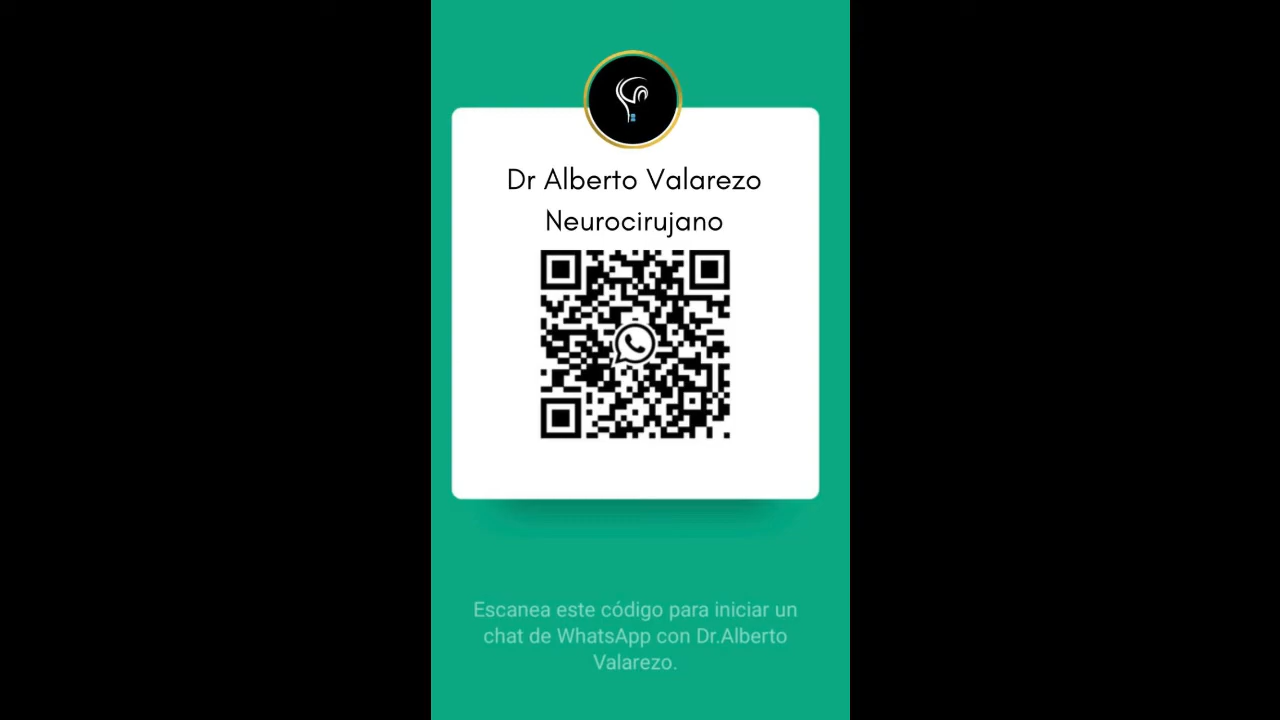 Dr Alberto Valarezo
Neurocirujano
Escanea este código para iniciar un
chat de WhatsApp con Dr.Alberto
Valarezo.